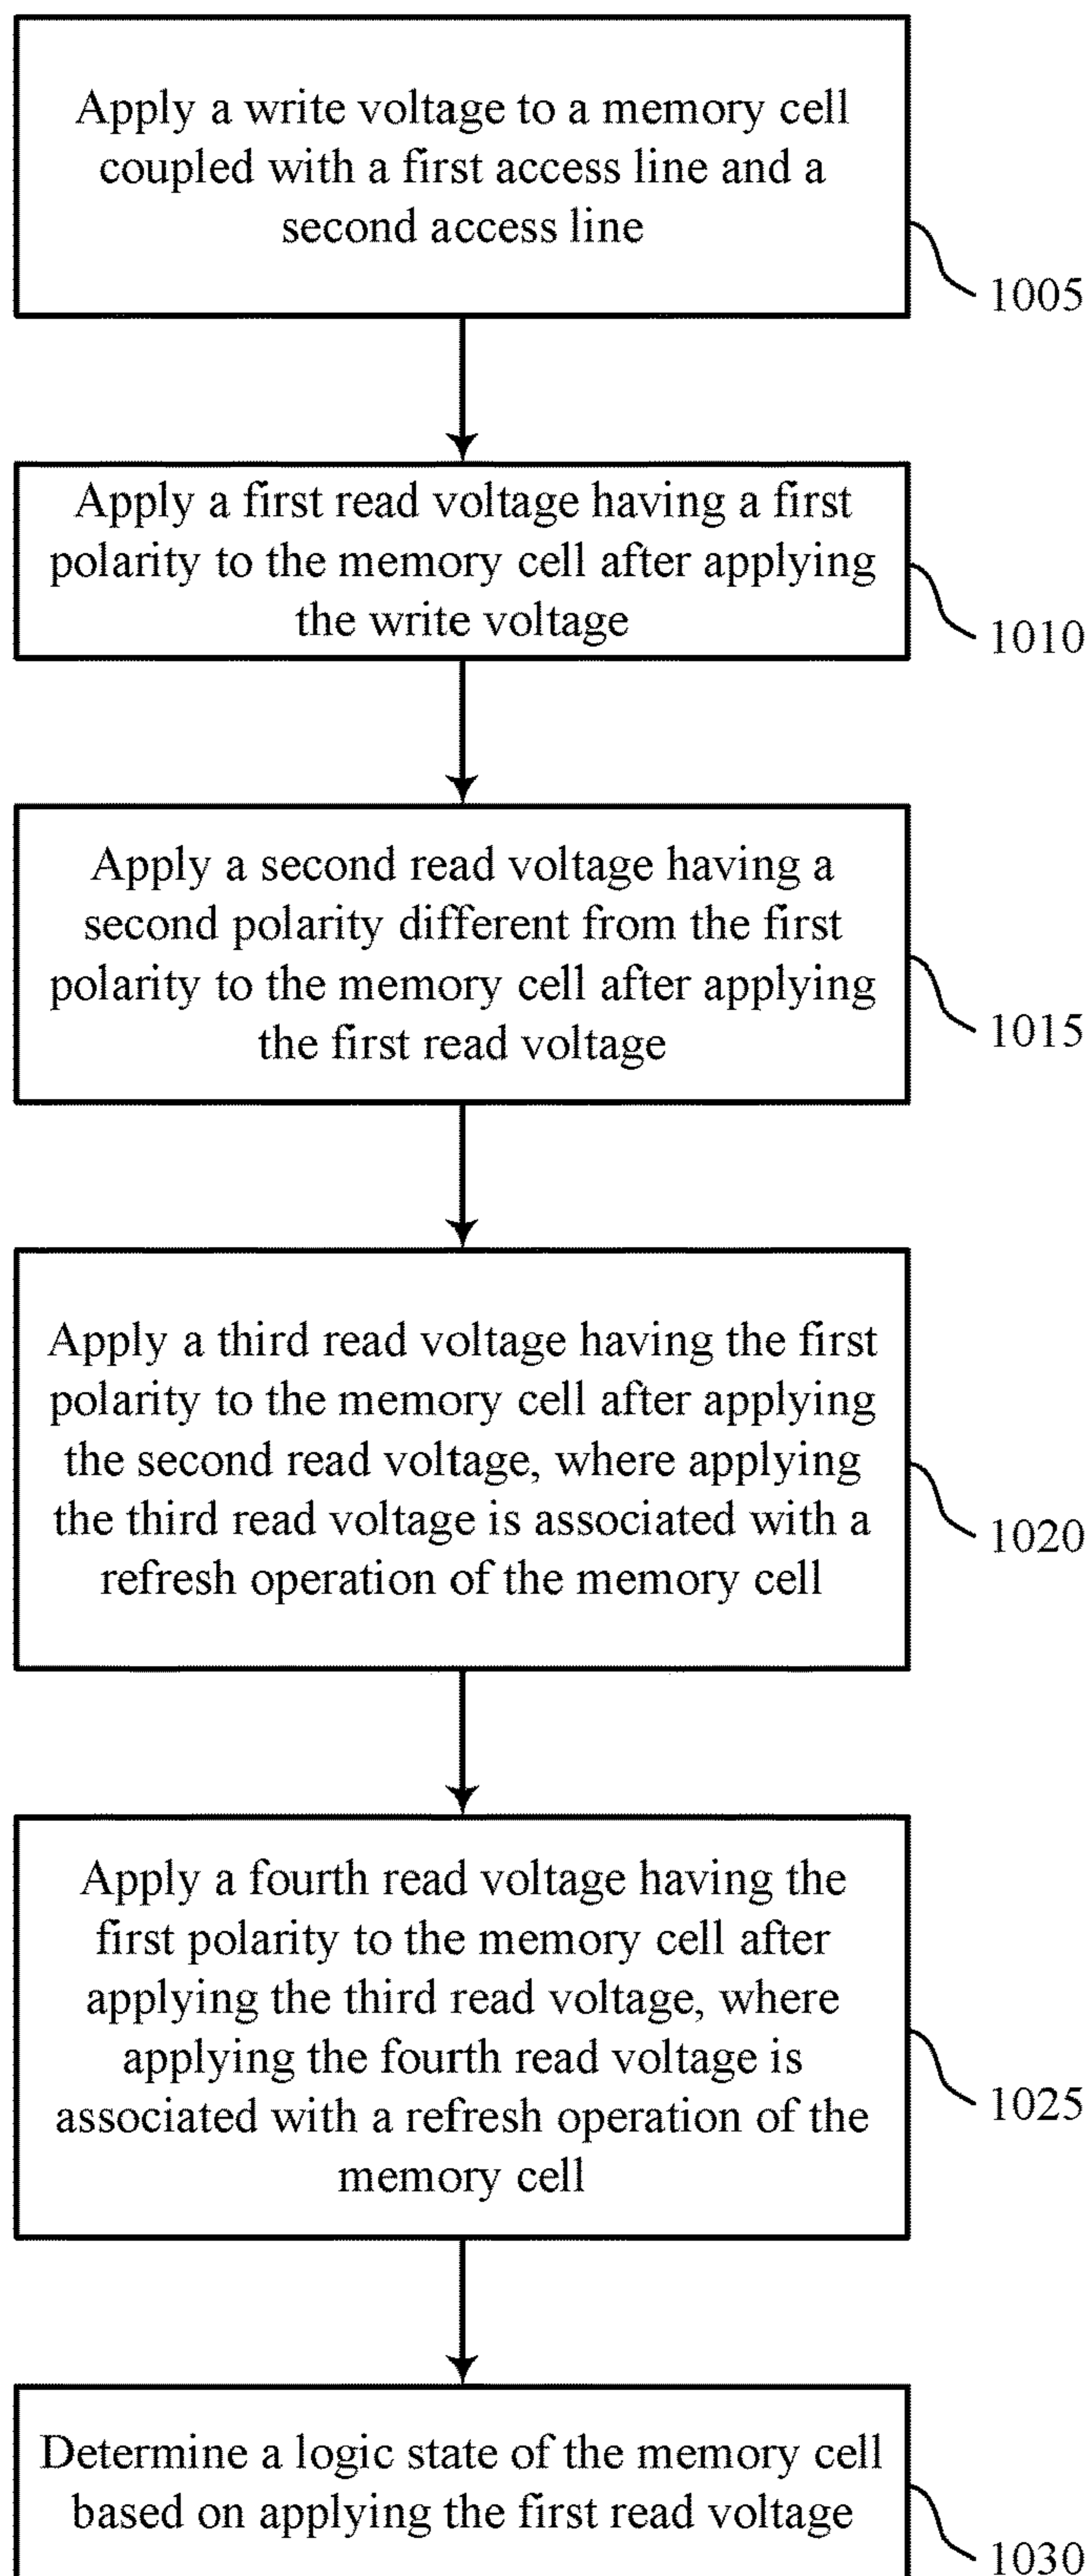 Apply a write voltage to a memory cell
coupled with a first access line and a
second access line
1005
Apply a first read voltage having a first
polarity to the memory cell after applying
the write voltage
1010
Apply a second read voltage having a
second polarity different from the first
polarity to the memory cell after applying
the first read voltage
1015
Apply a third read voltage having the first
polarity to the memory cell after applying
the second read voltage, where applying
the third read voltage is associated with a
refresh operation of the memory cell
1020
Apply a fourth read voltage having the
first polarity to the memory cell after
applying the third read voltage, where
applying the fourth read voltage is
associated with a refresh operation of the
memory cell
1025
Determine a logic state of the memory cell
based on applying the first read voltage
1030